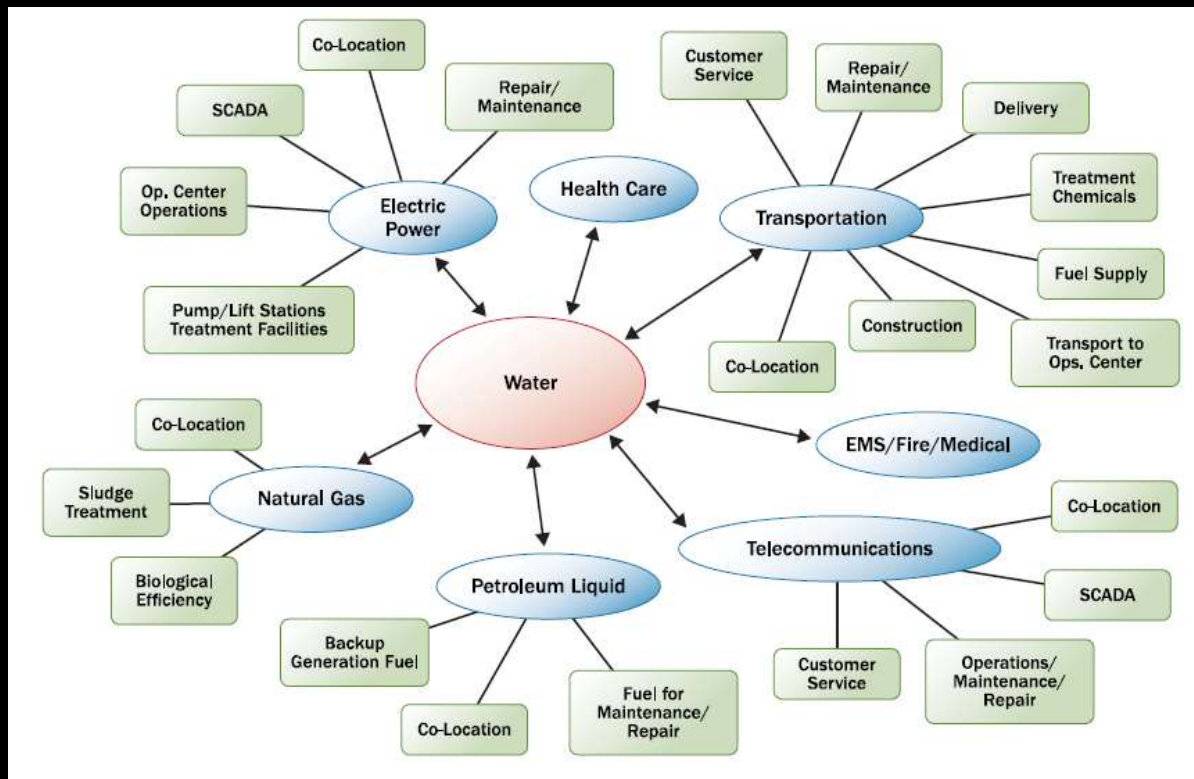 Co-Location
SCADA
Repair/
Maintenance
Op. Center
Operations
Electric
Power
Pump/Lift Stations
Treatment Facilities
Health Care
Customer
Service
Repair/
Maintenance
Delivery
Treatment
Chemicals
Transportation
Fuel Supply
Transport to
Ops. Center
Construction
Co-Location
Water
EMS/Fire/Medical
Co-Location
Sludge
Treatment
Natural Gas
Biological
Efficiency
Petroleum Liquid
Backup
Generation Fuel
Co-Location
Fuel for
Maintenance/
Repair
Telecommunications
Co-Location
SCADA
Operations/
Maintenance/
Repair
Customer
Service